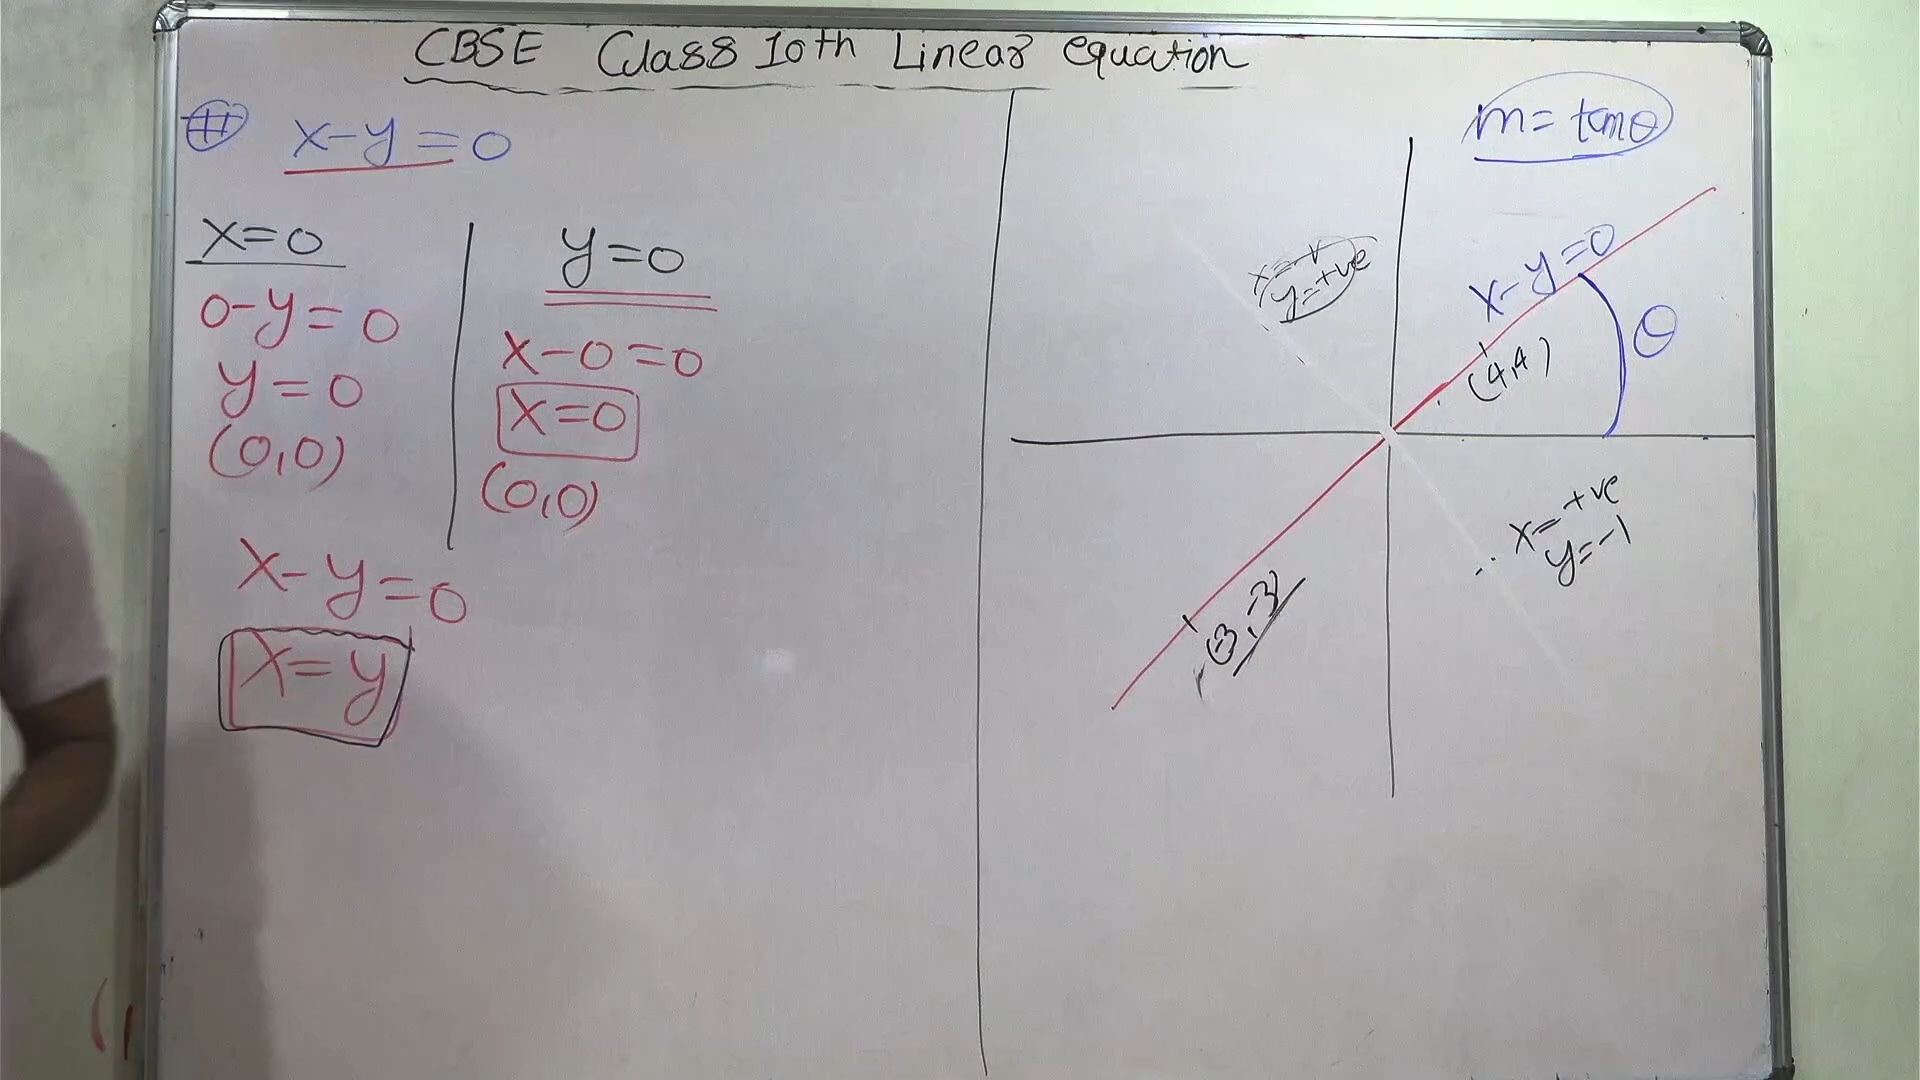 CBSE Class 10th Linear equation
# x-y=0
x=0
0-y=0
y=0
(0,0)
y=0
x-0=0
x=0
(0,0)
x-y=0
x=y
m=tanθ
x-y=0
θ
(4,4)
y=+ve
x=+ve
y=-1
(-3,-3)